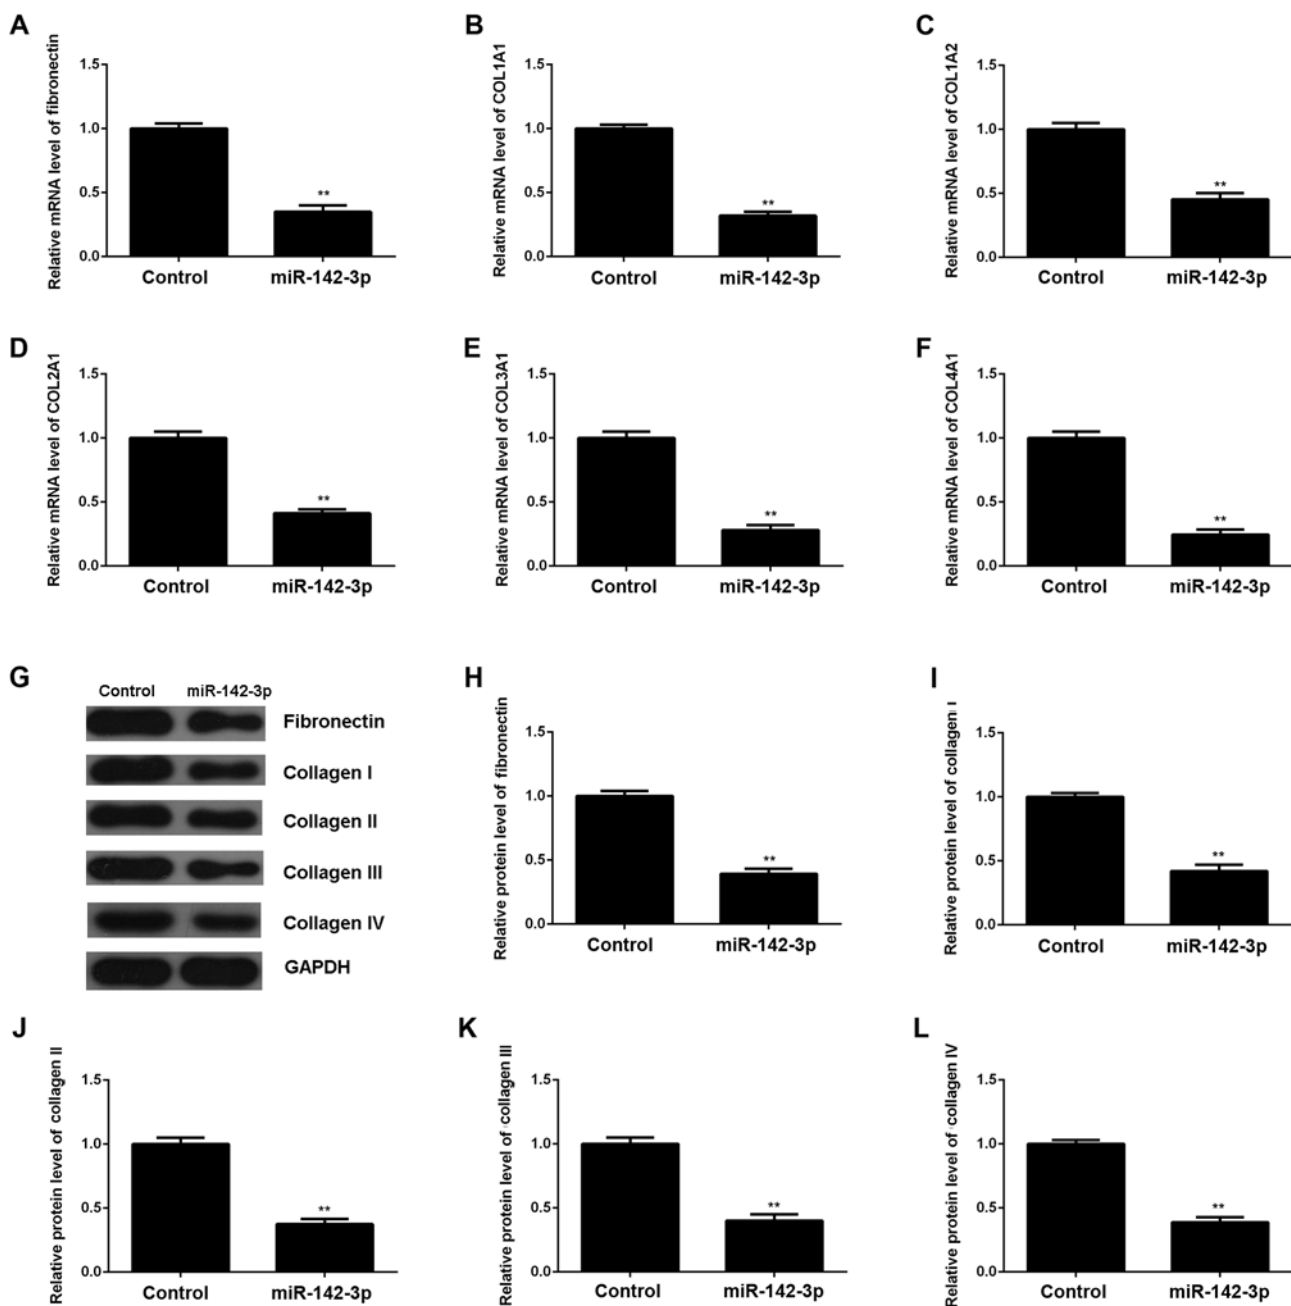 A
Relative mRNA level of fibronectin
1.5
1.0
0.5
0.0
**
Control
miR-142-3p
B
Relative mRNA level of COL1A1
1.5
1.0
0.5
0.0
**
Control
miR-142-3p
C
Relative mRNA level of COL1A2
1.5
1.0
0.5
0.0
**
Control
miR-142-3p
D
Relative mRNA level of COL2A1
1.5
1.0
0.5
0.0
**
Control
miR-142-3p
E
Relative mRNA level of COL3A1
1.5
1.0
0.5
0.0
**
Control
miR-142-3p
F
Relative mRNA level of COL4A1
1.5
1.0
0.5
0.0
**
Control
miR-142-3p
G
Control
miR-142-3p
Fibronectin
Collagen I
Collagen II
Collagen III
Collagen IV
GAPDH
H
Relative protein level of fibronectin
1.5
1.0
0.5
0.0
**
Control
miR-142-3p
I
Relative protein level of collagen I
1.5
1.0
0.5
0.0
**
Control
miR-142-3p
J
Relative protein level of collagen II
1.5
1.0
0.5
0.0
**
Control
miR-142-3p
K
Relative protein level of collagen III
1.5
1.0
0.5
0.0
**
Control
miR-142-3p
L
Relative protein level of collagen IV
1.5
1.0
0.5
0.0
**
Control
miR-142-3p